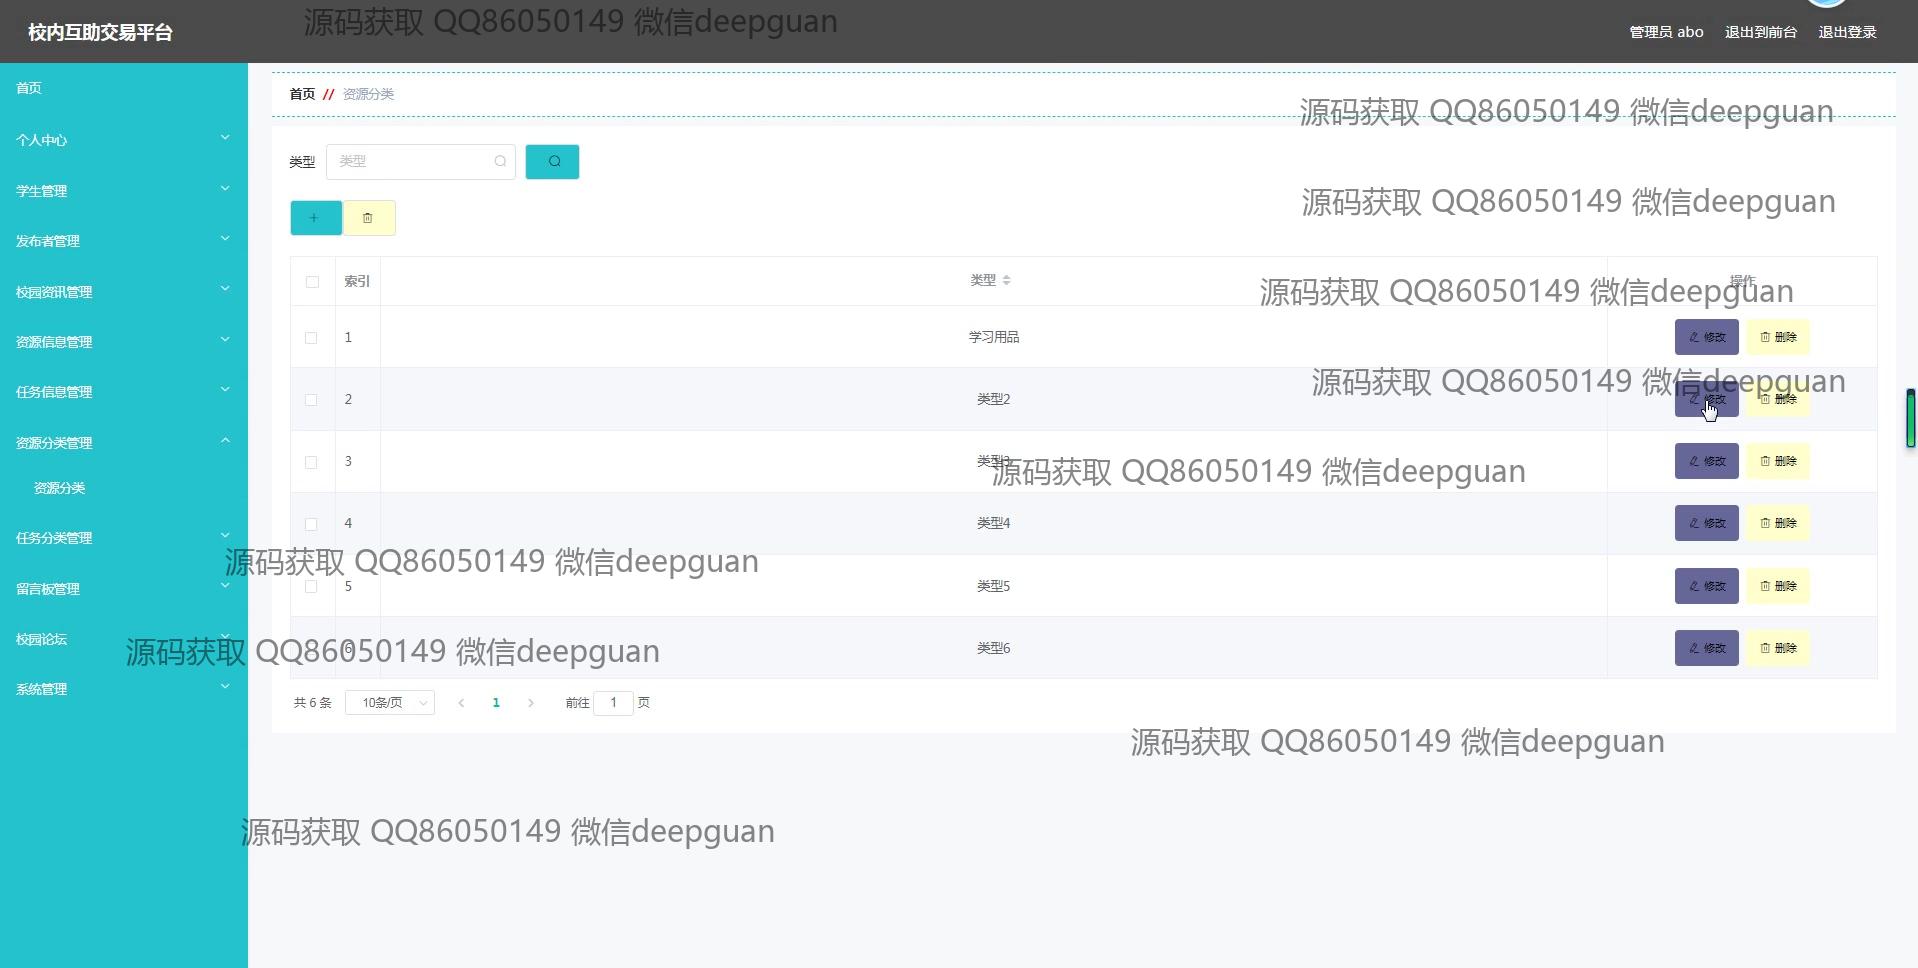 校内互助交易平台
源码获取 QQ86050149 微信deepguan
管理员 abo 退出到前台 退出登录
首页
个人中心
学生管理
发布者管理
校园资讯管理
资源信息管理
任务信息管理
资源分类管理
资源分类
任务分类管理
留言板管理
校园论坛
系统管理
首页 // 资源分类
源码获取 QQ86050149 微信deepguan
类型 类型
源码获取 QQ86050149 微信deepguan
索引 类型 操作
源码获取 QQ86050149 微信deepguan
1 学习用品 修改 删除
源码获取 QQ86050149 微信deepguan
2 类型2 修改 删除
3 类型3 修改 删除
源码获取 QQ86050149 微信deepguan
4 类型4 修改 删除
源码获取 QQ86050149 微信deepguan
5 类型5 修改 删除
6 类型6 修改 删除
源码获取 QQ86050149 微信deepguan
共 6 条 10条/页 1 前往 1 页
源码获取 QQ86050149 微信deepguan
源码获取 QQ86050149 微信deepguan